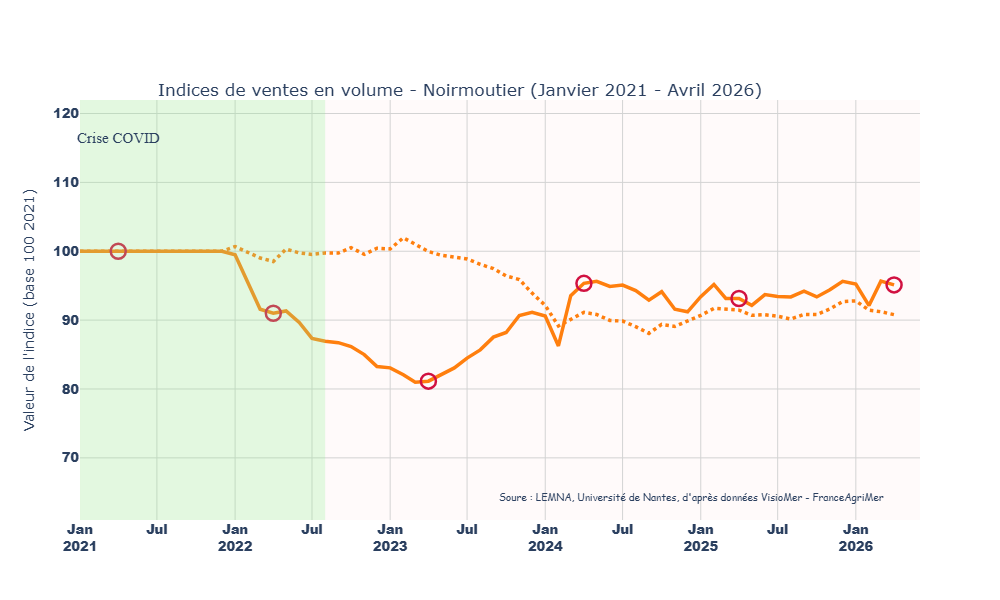 Indices de ventes en volume - Noirmoutier (Janvier 2021 - Avril 2026)
120
Crise COVID
110
100
90
80
70
Valeur de l'indice (base 100 2021)
Soure : LEMNA, Université de Nantes, d'après données VisioMer - FranceAgriMer
Jan Jul Jan Jul Jan Jul Jan Jul Jan Jul Jan
2021 2022 2023 2024 2025 2026